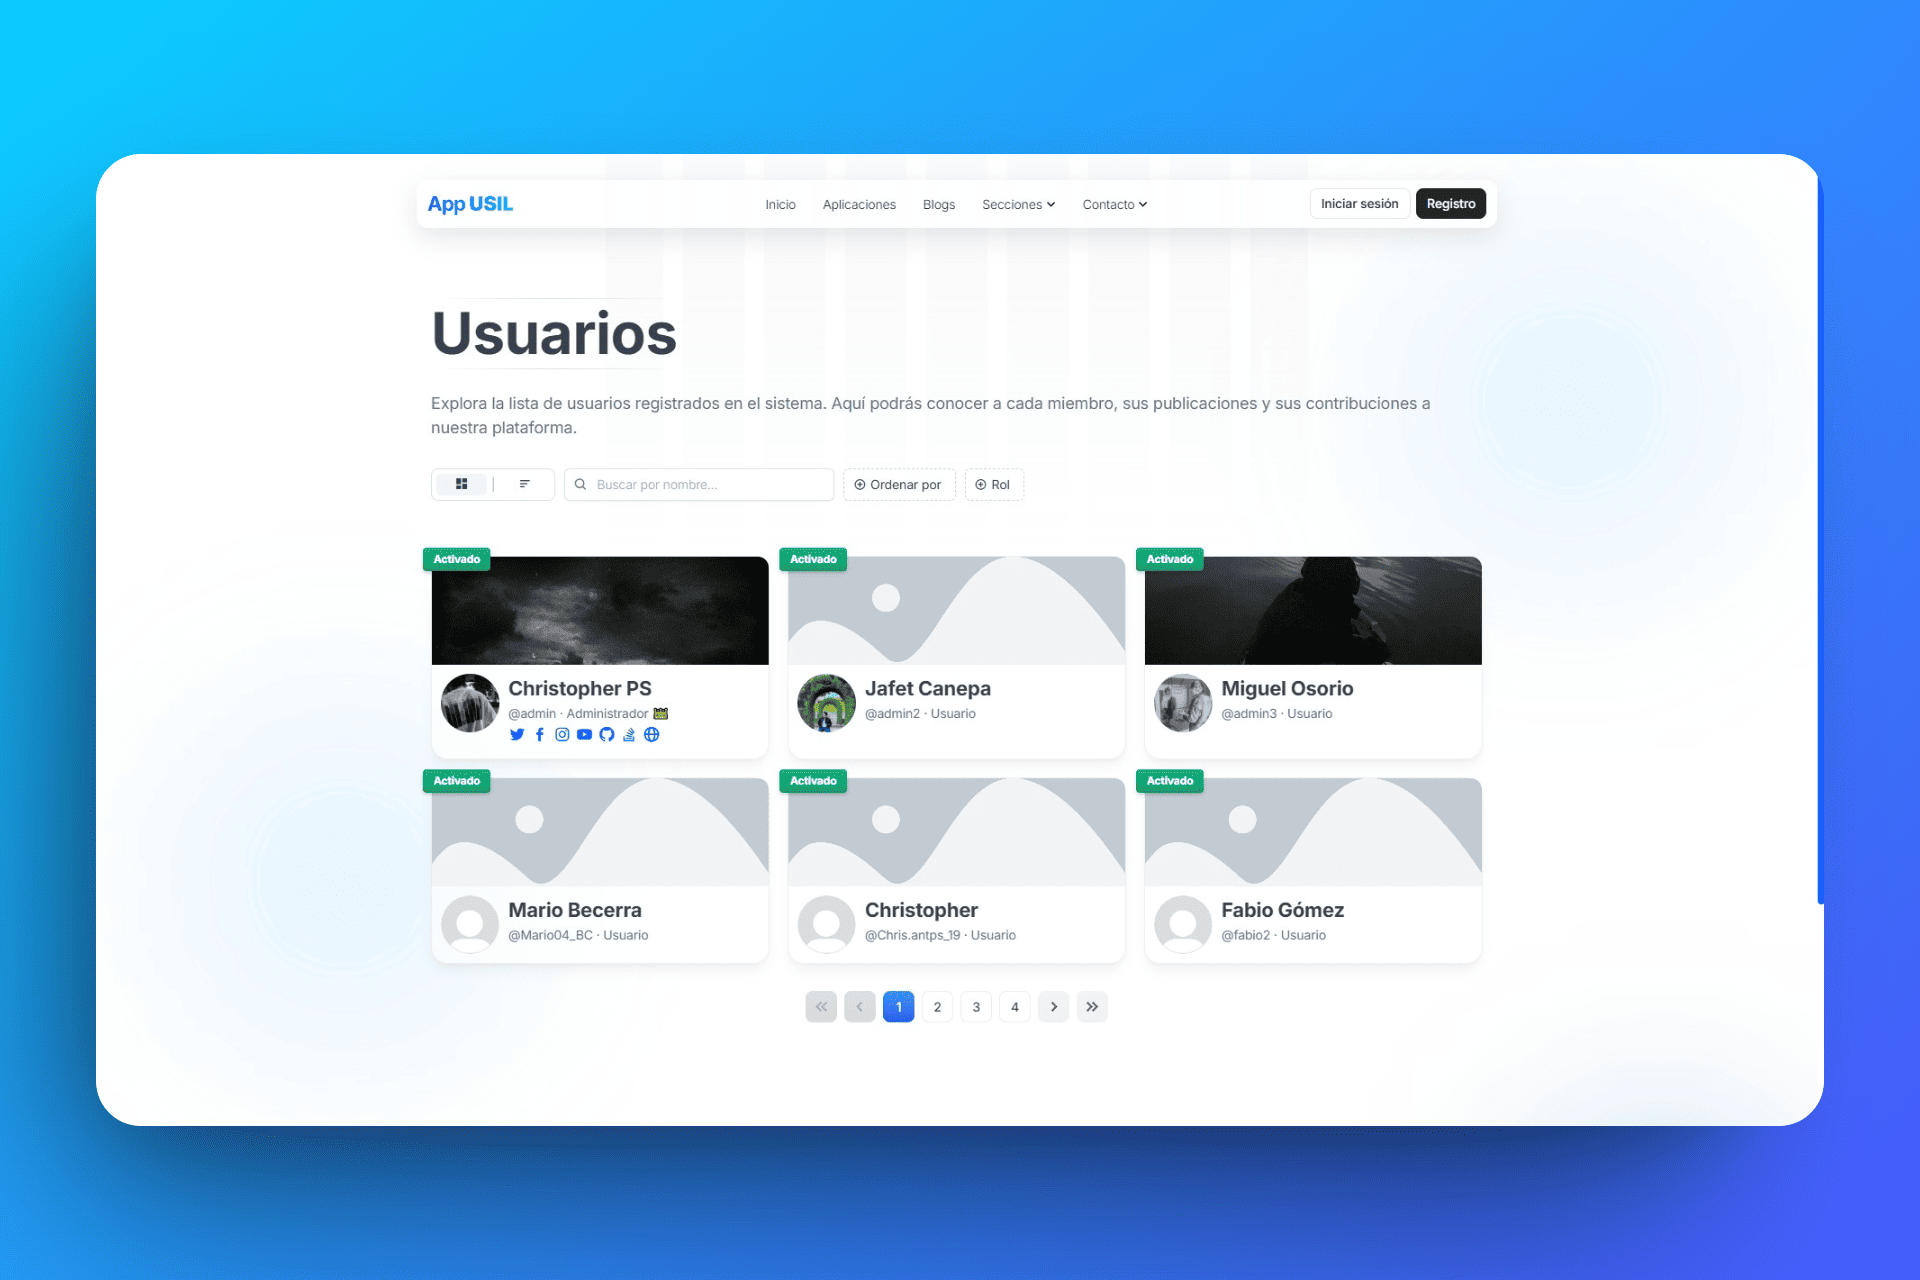 App USIL
Inicio
Aplicaciones
Blogs
Secciones
Contacto
Iniciar sesión
Registro
Usuarios
Explora la lista de usuarios registrados en el sistema. Aquí podrás conocer a cada miembro, sus publicaciones y sus contribuciones a
nuestra plataforma.
Buscar por nombre...
Ordenar por
Rol
Activado
Christopher PS
@admin · Administrador
Activado
Jafet Canepa
@admin2 · Usuario
Activado
Miguel Osorio
@admin3 · Usuario
Activado
Mario Becerra
@Mario04_BC · Usuario
Activado
Christopher
@Chris.antps_19 · Usuario
Activado
Fabio Gómez
@fabio2 · Usuario
1
2
3
4